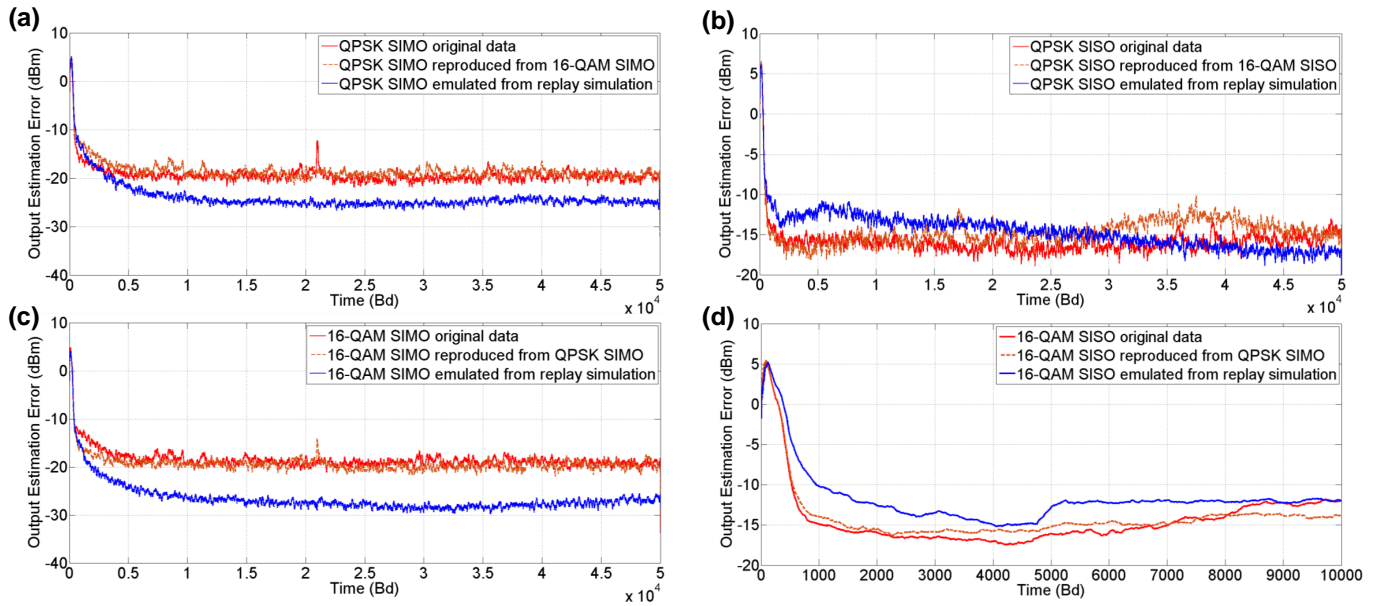 (a)
10
0
-10
-20
-30
-40
Output Estimation Error (dBm)
QPSK SIMO original data
QPSK SIMO reproduced from 16-QAM SIMO
QPSK SIMO emulated from replay simulation
0 0.5 1 1.5 2 2.5 3 3.5 4 4.5 5
Time (Bd)
x 10^4
(b)
10
5
0
-5
-10
-15
-20
Output Estimation Error (dBm)
QPSK SISO original data
QPSK SISO reproduced from 16-QAM SISO
QPSK SISO emulated from replay simulation
0 0.5 1 1.5 2 2.5 3 3.5 4 4.5 5
Time (Bd)
x 10^4
(c)
10
0
-10
-20
-30
-40
Output Estimation Error (dBm)
16-QAM SIMO original data
16-QAM SIMO reproduced from QPSK SIMO
16-QAM SIMO emulated from replay simulation
0 0.5 1 1.5 2 2.5 3 3.5 4 4.5 5
Time (Bd)
x 10^4
(d)
10
5
0
-5
-10
-15
-20
Output Estimation Error (dBm)
16-QAM SISO original data
16-QAM SISO reproduced from QPSK SIMO
16-QAM SISO emulated from replay simulation
0 1000 2000 3000 4000 5000 6000 7000 8000 9000 10000
Time (Bd)